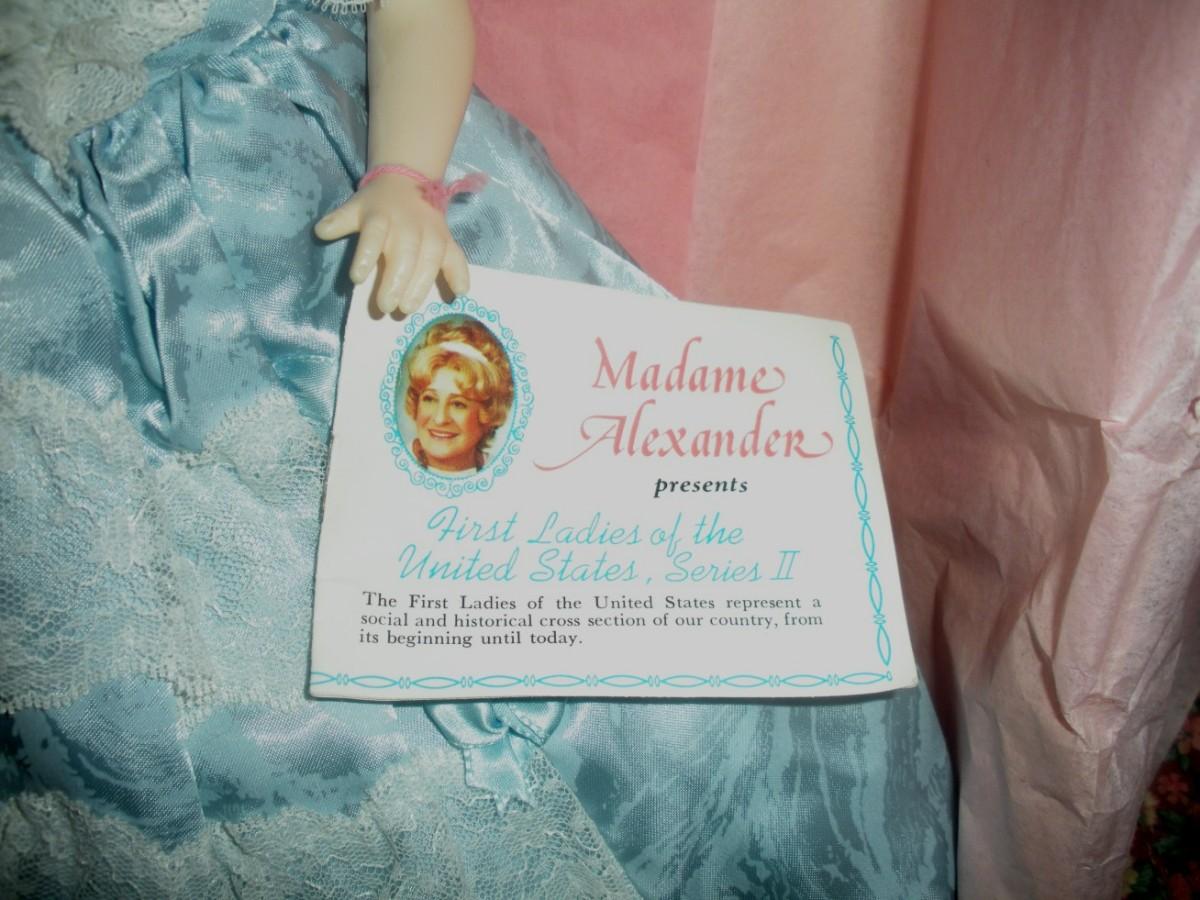 Madame
Alexander
presents
First Ladies of the
United States, Series II
The First Ladies of the United States represent a
social and historical cross section of our country, from
its beginning until today.